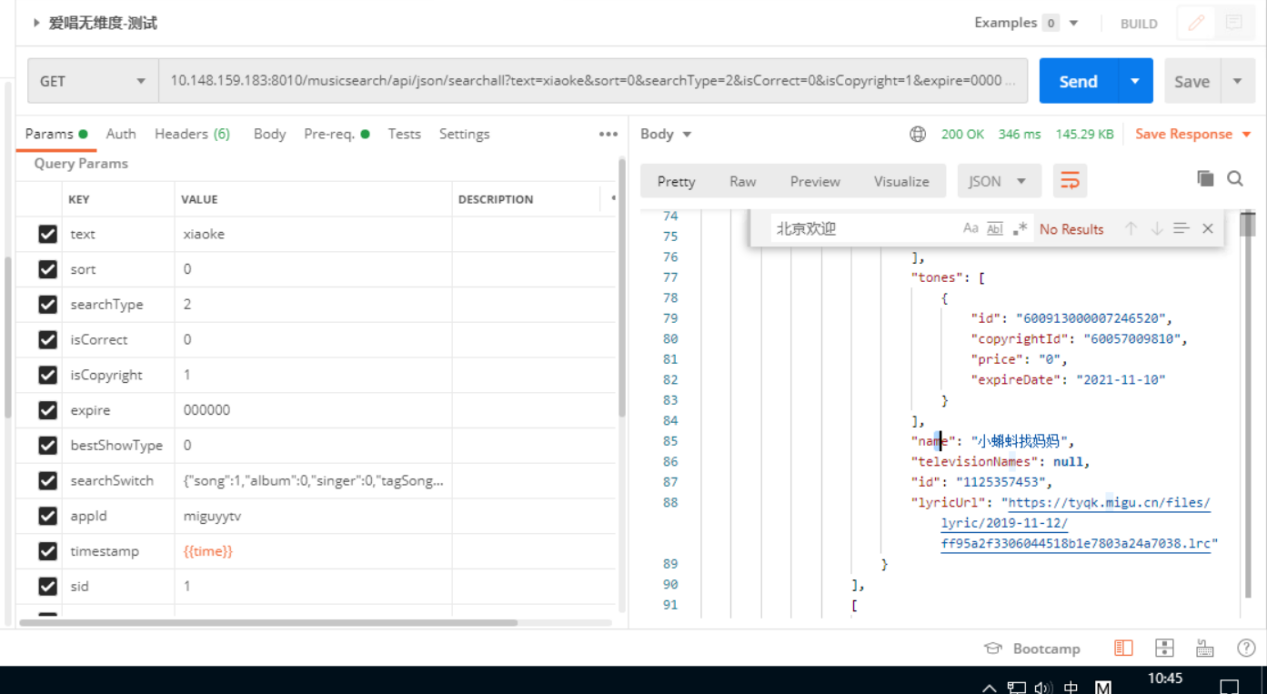 爱唱无维度-测试
Examples 0
BUILD
GET
10.148.159.183:8010/musicsearch/api/json/searchall?text=xiaoke&sort=0&searchType=2&isCorrect=0&isCopyright=1&expire=0000 ...
Send
Save
Params
Auth
Headers (6)
Body
Pre-req.
Tests
Settings
Query Params
KEY VALUE DESCRIPTION
text xiaoke
sort 0
searchType 2
isCorrect 0
isCopyright 1
expire 000000
bestShowType 0
searchSwitch {"song":1,"album":0,"singer":0,"tagSong...
appId miguyytv
timestamp {{time}}
sid 1
Body
200 OK 346 ms 145.29 KB Save Response
Pretty Raw Preview Visualize JSON
北京欢迎 Aa Abl .* No Results
74
75
76 ],
77 "tones": [
78 {
79 "id": "600913000007246520",
80 "copyrightId": "60057009810",
81 "price": "0",
82 "expireDate": "2021-11-10"
83 }
84 ],
85 "name": "小蝌蚪找妈妈",
86 "televisionNames": null,
87 "id": "1125357453",
88 "lyricUrl": "https://tyqk.migu.cn/files/
lyric/2019-11-12/
ff95a2f3306044518b1e7803a24a7038.lrc"
89 }
90 ],
91 [
Bootcamp
中 M 10:45